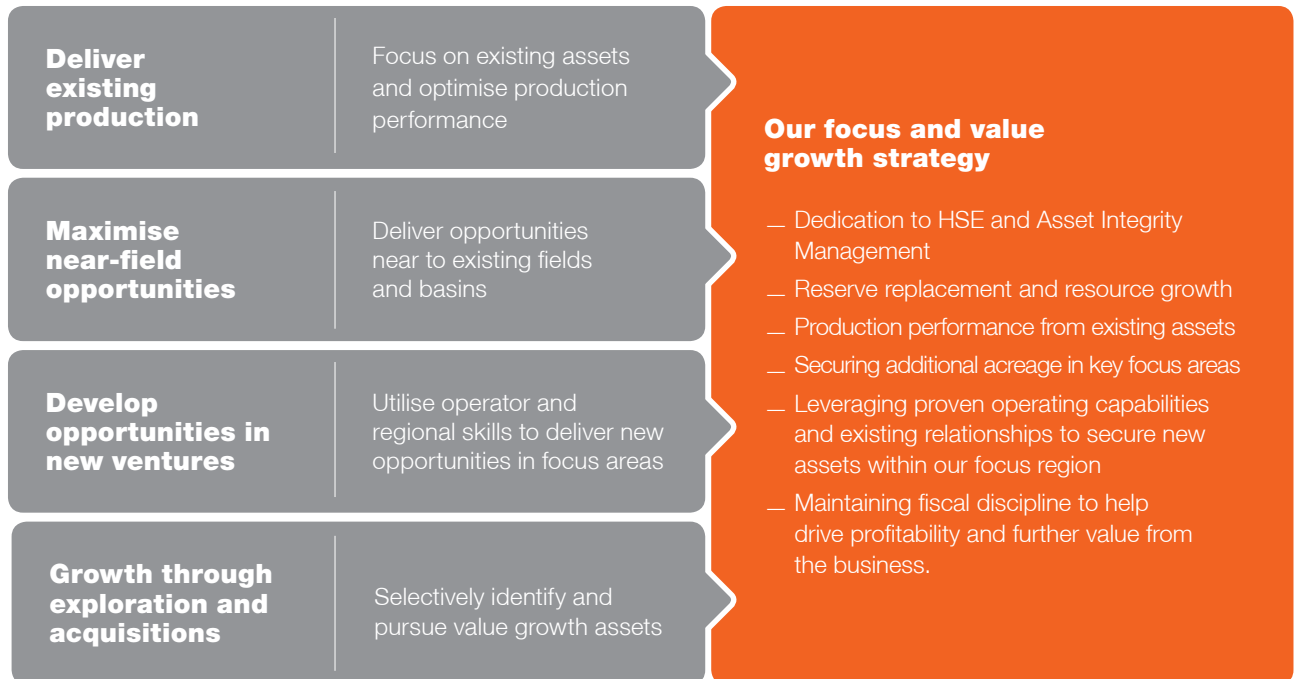 Deliver
existing
production
Focus on existing assets
and optimise production
performance
Maximise
near-field
opportunities
Deliver opportunities
near to existing fields
and basins
Develop
opportunities in
new ventures
Utilise operator and
regional skills to deliver new
opportunities in focus areas
Growth through
exploration and
acquisitions
Selectively identify and
pursue value growth assets
Our focus and value
growth strategy
— Dedication to HSE and Asset Integrity
Management
— Reserve replacement and resource growth
— Production performance from existing assets
— Securing additional acreage in key focus areas
— Leveraging proven operating capabilities
and existing relationships to secure new
assets within our focus region
— Maintaining fiscal discipline to help
drive profitability and further value from
the business.